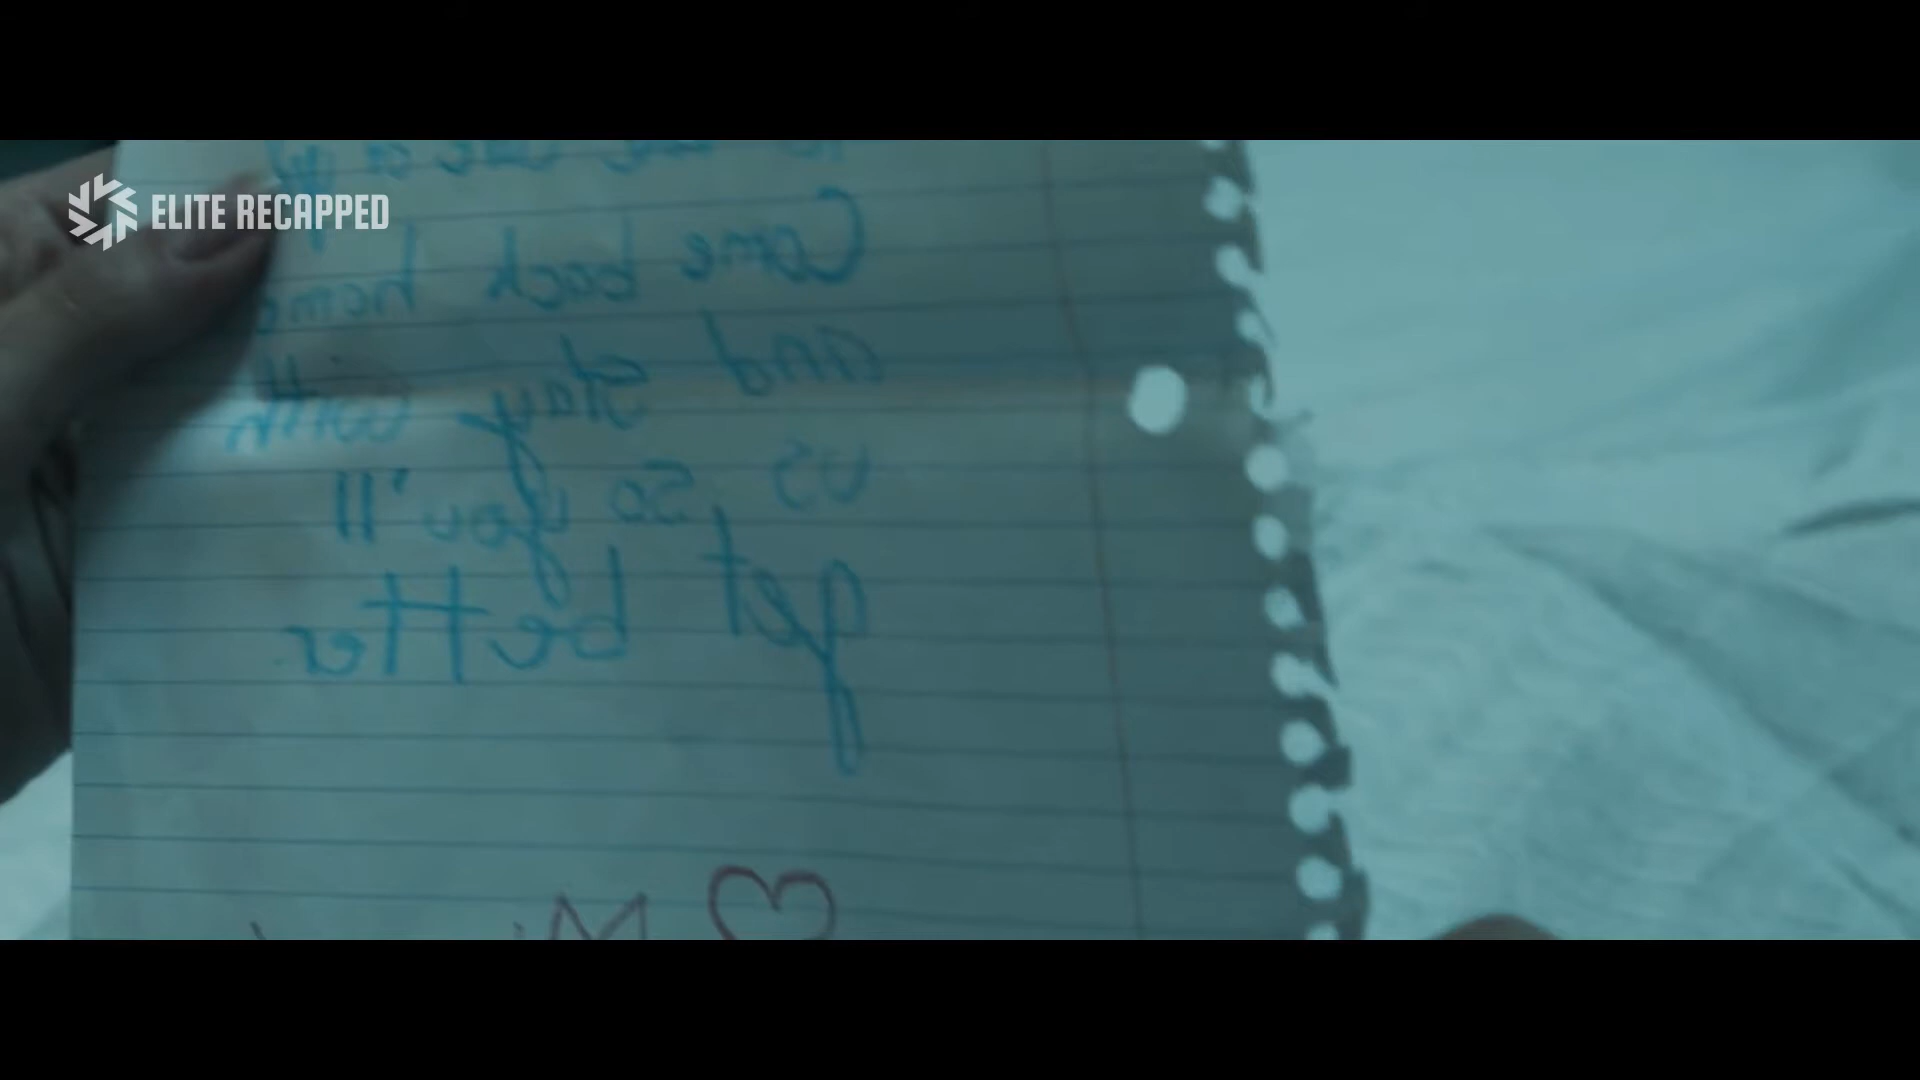 ELITE RECAPPED
Come back home
and stay with
us, so you'll
get better.